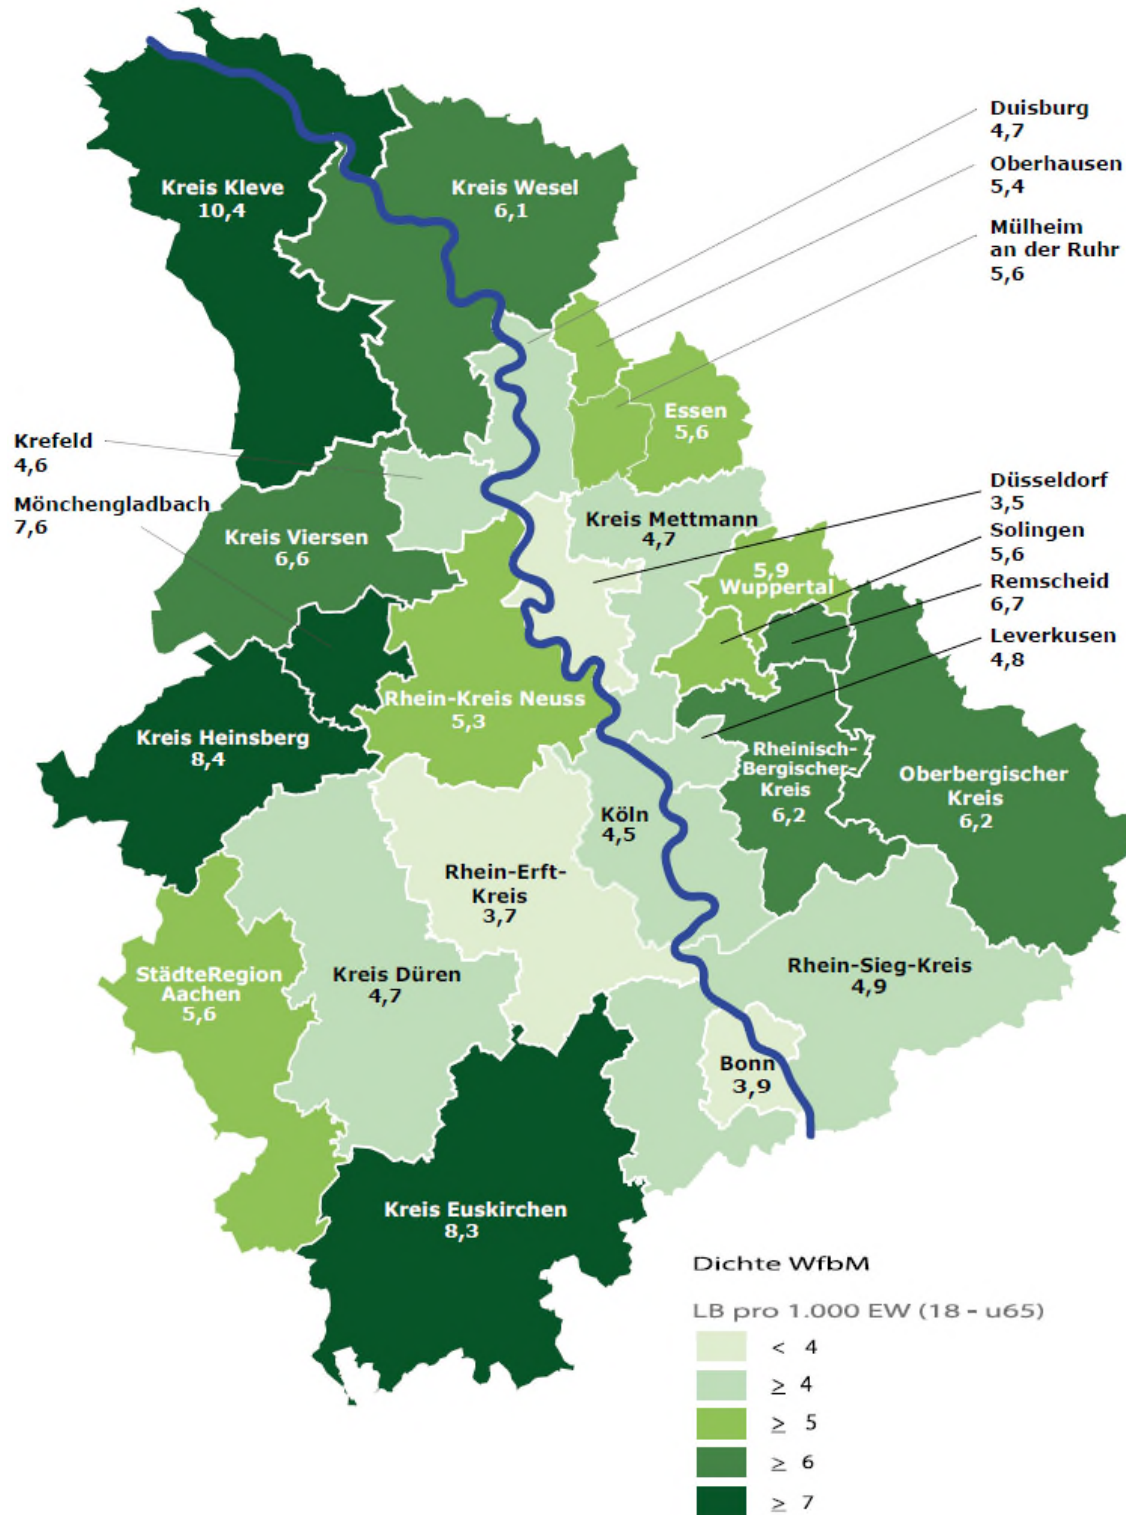 Duisburg
4,7
Oberhausen
5,4
Mülheim
an der Ruhr
5,6
Kreis Kleve
10,4
Kreis Wesel
6,1
Essen
5,6
Krefeld
4,6
Mönchengladbach
7,6
Kreis Viersen
6,6
Kreis Mettmann
4,7
Düsseldorf
3,5
Solingen
5,6
Remscheid
6,7
Leverkusen
4,8
5,9
Wuppertal
Rhein-Kreis Neuss
5,3
Kreis Heinsberg
8,4
Rheinisch-
Bergischer-
Kreis
6,2
Oberbergischer
Kreis
6,2
Köln
4,5
Rhein-Erft-
Kreis
3,7
StädteRegion
Aachen
5,6
Kreis Düren
4,7
Rhein-Sieg-Kreis
4,9
Bonn
3,9
Kreis Euskirchen
8,3
Dichte WfbM
LB pro 1.000 EW (18 - u65)
< 4
≥ 4
≥ 5
≥ 6
≥ 7